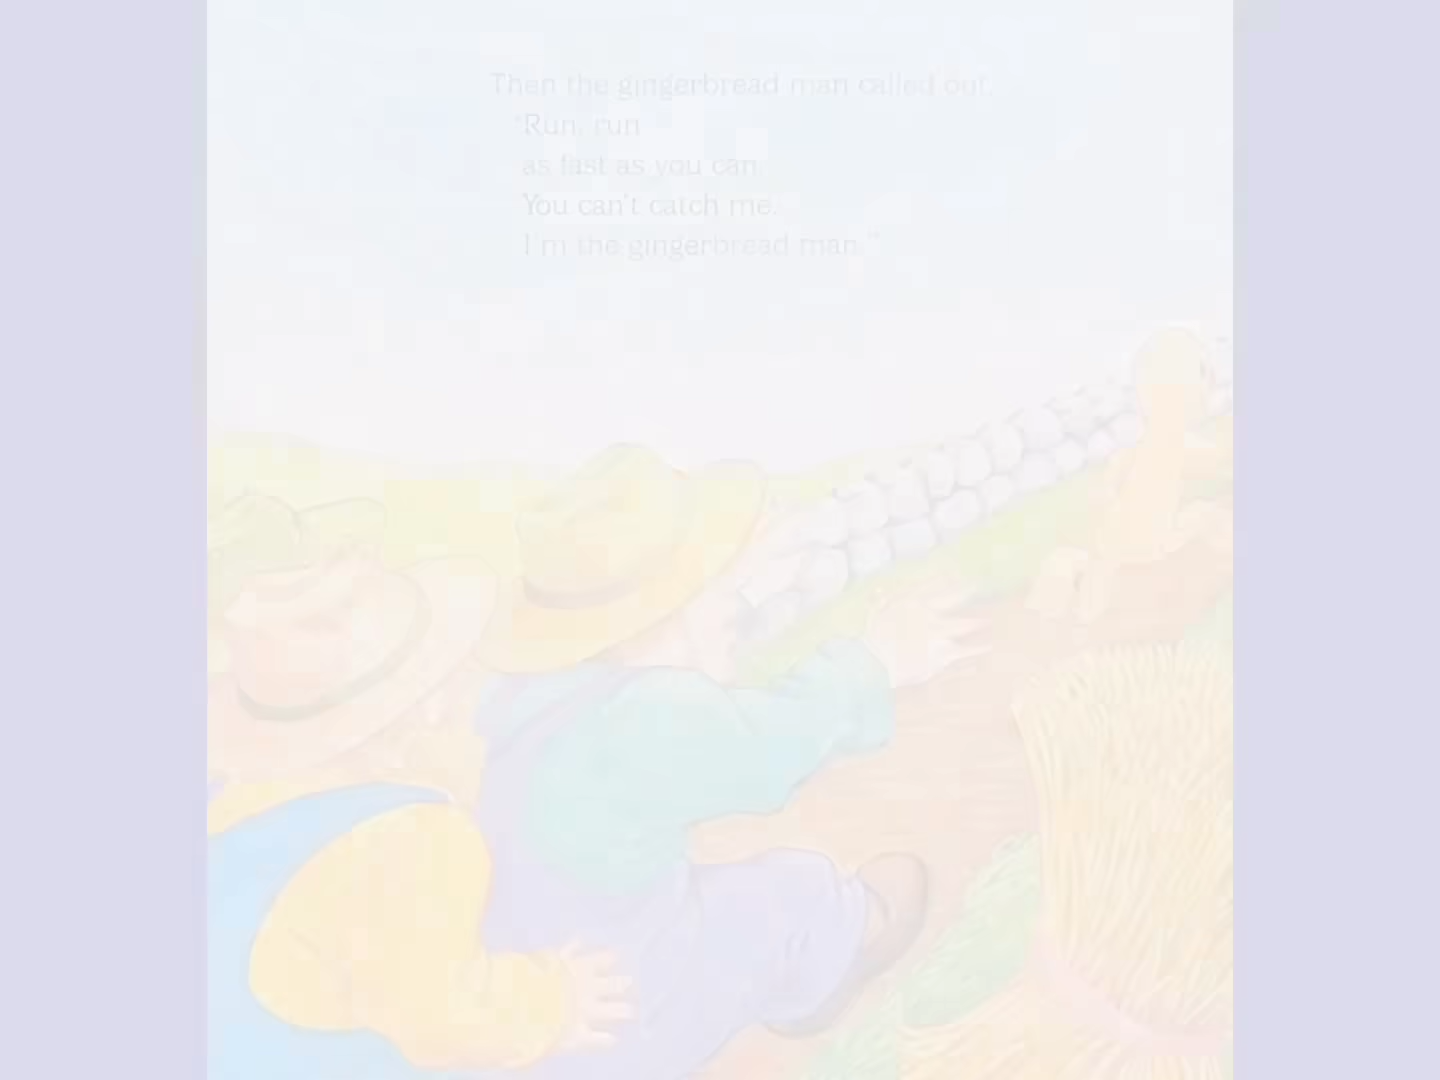 Then the gingerbread man called out,
"Run, run
as fast as you can.
You can't catch me.
I'm the gingerbread man."